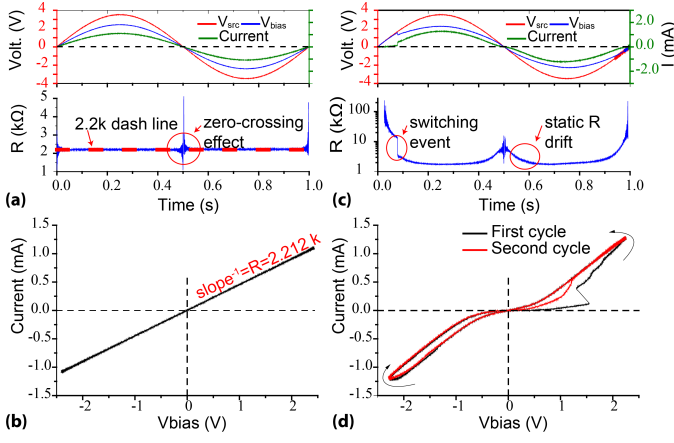 V_src V_bias
Current
Volt. (V)
4
2
0
-2
-4
V_src V_bias
Current
Volt. (V)
4
2
0
-2
-4
2.0
0
-2.0
I (mA)
R (kΩ)
5
4
3
2
1
2.2k dash line
zero-crossing
effect
0.0 0.2 0.4 0.6 0.8 1.0
Time (s)
(a)
R (kΩ)
100
10
1
switching
event
static R
drift
0.0 0.2 0.4 0.6 0.8 1.0
Time (s)
(c)
Current (mA)
1.5
1.0
0.5
0.0
-0.5
-1.0
-1.5
slope⁻¹=R=2.212 k
-2 -1 0 1 2
Vbias (V)
(b)
Current (mA)
1.5
1.0
0.5
0.0
-0.5
-1.0
-1.5
First cycle
Second cycle
-2 -1 0 1 2
Vbias (V)
(d)